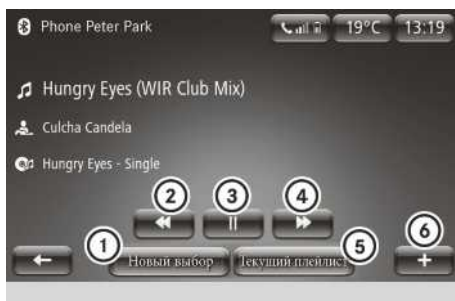 Phone Peter Park 19°C 13:19
Hungry Eyes (WIR Club Mix)
Culcha Candela
Hungry Eyes - Single
2 3 4
1 5 6
Новый выбор Текущий плейлист